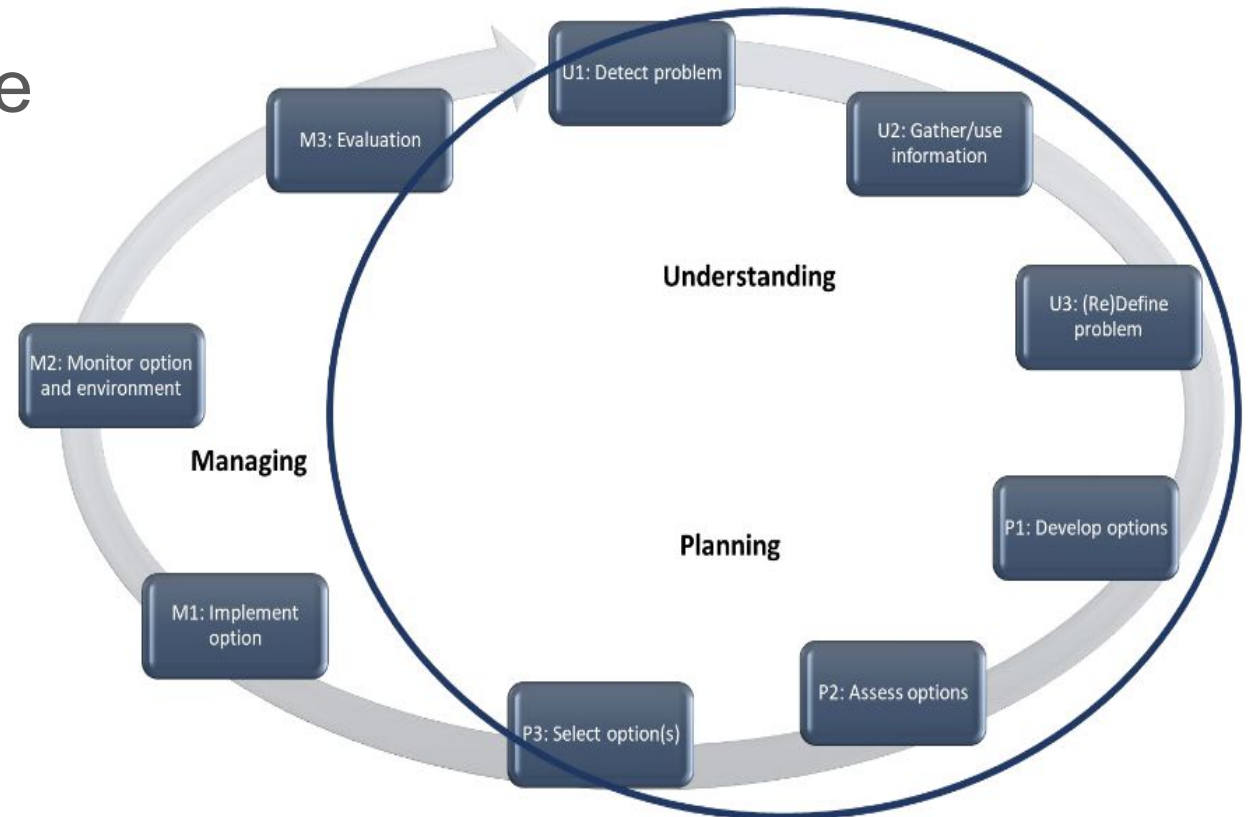 e
U1: Detect problem
U2: Gather/use
information
U3: (Re)Define
problem
P1: Develop options
P2: Assess options
P3: Select option(s)
M1: Implement
option
M2: Monitor option
and environment
M3: Evaluation
Understanding
Planning
Managing